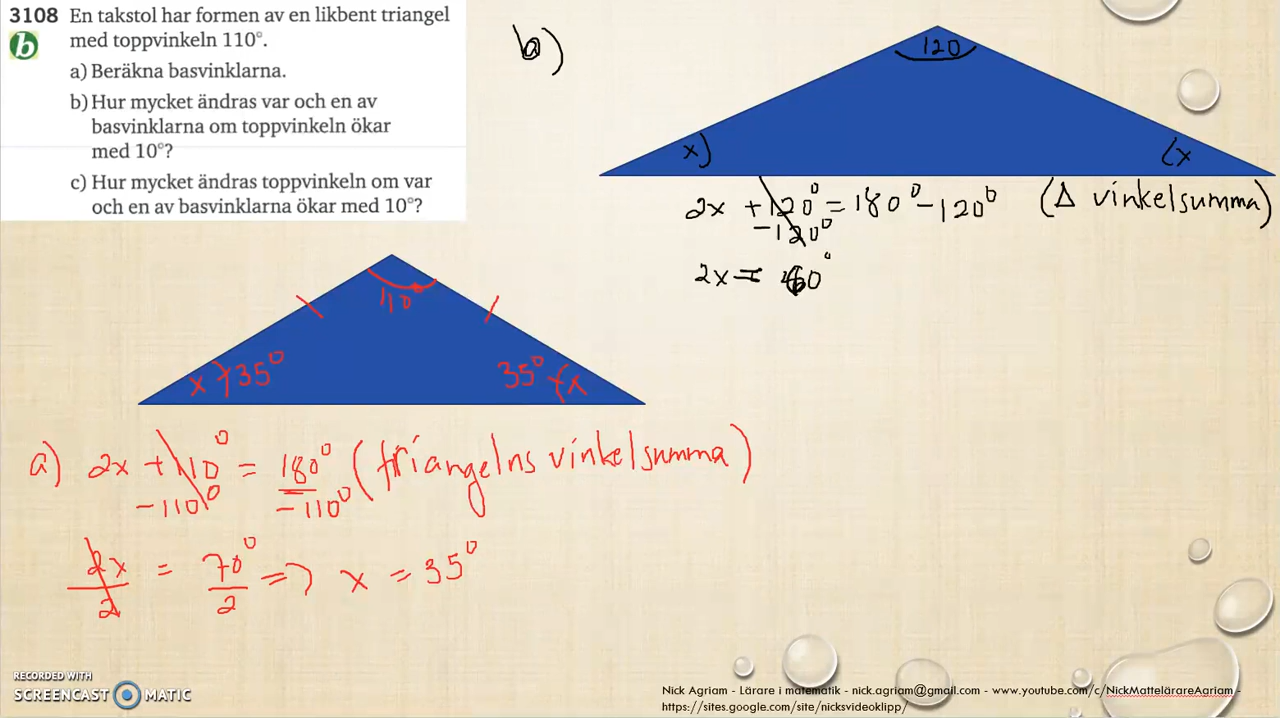 3108 En takstol har formen av en likbent triangel
med toppvinkeln 110°.
b
a) Beräkna basvinklarna.
b) Hur mycket ändras var och en av
basvinklarna om toppvinkeln ökar
med 10°?
c) Hur mycket ändras toppvinkeln om var
och en av basvinklarna ökar med 10°?
110°
x 35°
35° x
a) 2x + 110° = 180° (triangelns vinkelsumma)
-110° -110°
2x/2 = 70°/2 => x = 35°
b)
120
x
x
2x + 120° = 180° - 120° (Δ vinkelsumma)
-120°
2x = 60°
RECORDED WITH
SCREENCAST MATIC
Nick Agriam - Lärare i matematik - nick.agriam@gmail.com - www.youtube.com/c/NickMattelärareAgriam -
https://sites.google.com/site/nicksvideoklipp/